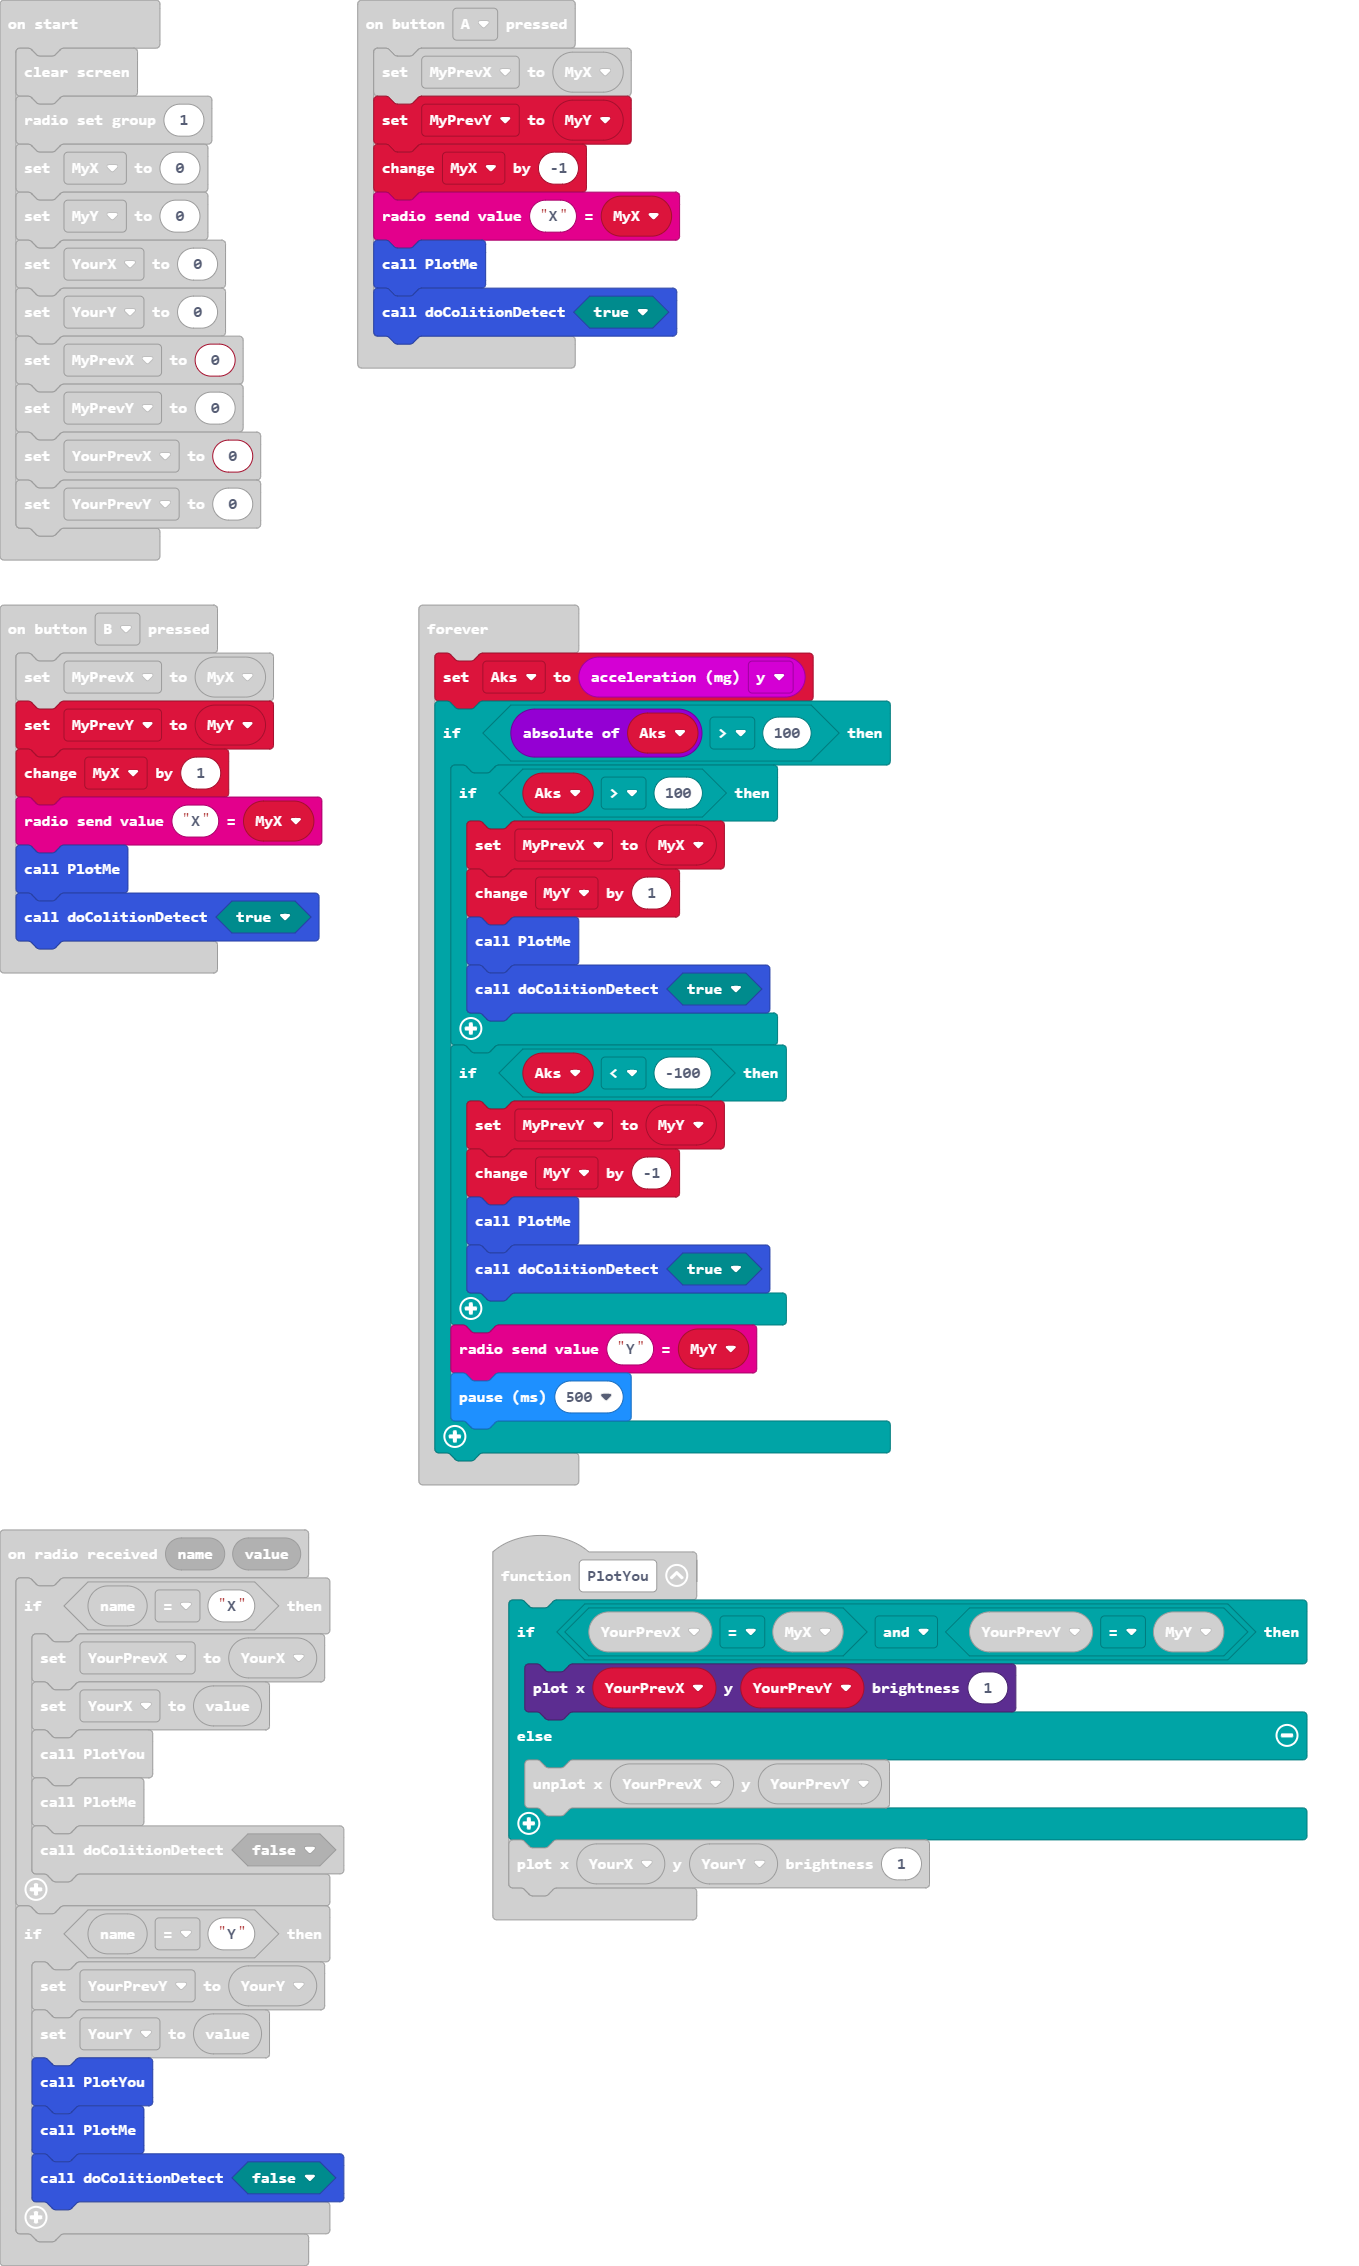 on start
clear screen
radio set group 1
set MyX to 0
set MyY to 0
set YourX to 0
set YourY to 0
set MyPrevX to 0
set MyPrevY to 0
set YourPrevX to 0
set YourPrevY to 0
on button A pressed
set MyPrevX to MyX
set MyPrevY to MyY
change MyX by -1
radio send value "X" = MyX
call PlotMe
call doColitionDetect true
on button B pressed
set MyPrevX to MyX
set MyPrevY to MyY
change MyX by 1
radio send value "X" = MyX
call PlotMe
call doColitionDetect true
forever
set Aks to acceleration (mg) y
if absolute of Aks > 100 then
if Aks > 100 then
set MyPrevX to MyX
change MyY by 1
call PlotMe
call doColitionDetect true
if Aks < -100 then
set MyPrevY to MyY
change MyY by -1
call PlotMe
call doColitionDetect true
radio send value "Y" = MyY
pause (ms) 500
on radio received name value
if name = "X" then
set YourPrevX to YourX
set YourX to value
call PlotYou
call PlotMe
call doColitionDetect false
if name = "Y" then
set YourPrevY to YourY
set YourY to value
call PlotYou
call PlotMe
call doColitionDetect false
function PlotYou
if YourPrevX = MyX and YourPrevY = MyY then
plot x YourPrevX y YourPrevY brightness 1
else
unplot x YourPrevX y YourPrevY
plot x YourX y YourY brightness 1